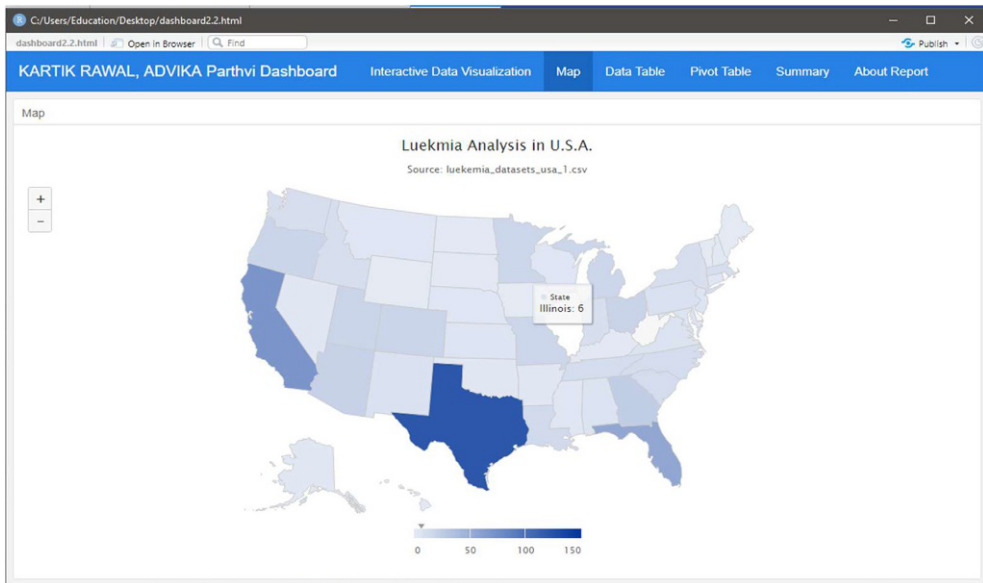 C:/Users/Education/Desktop/dashboard2.2.html
dashboard2.2.html Open in Browser Find Publish
KARTIK RAWAL, ADVIKA Parthvi Dashboard Interactive Data Visualization Map Data Table Pivot Table Summary About Report
Map
Luekmia Analysis in U.S.A.
Source: luekemia_datasets_usa_1.csv
+
−
State
Illinois: 6
0 50 100 150